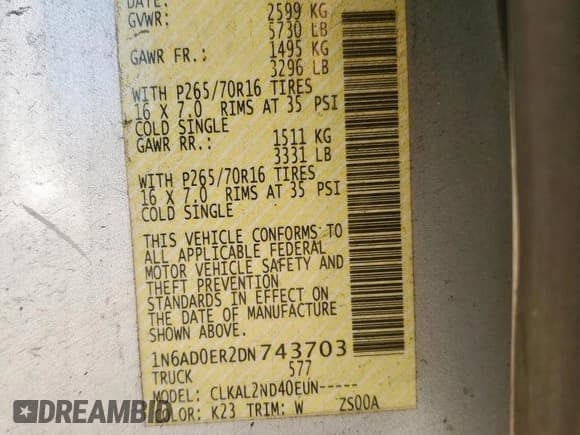 DATE:
GVWR: 2599 KG
5730 LB
GAWR FR.: 1495 KG
3296 LB
WITH P265/70R16 TIRES
16 X 7.0 RIMS AT 35 PSI
COLD SINGLE
GAWR RR.: 1511 KG
3331 LB
WITH P265/70R16 TIRES
16 X 7.0 RIMS AT 35 PSI
COLD SINGLE
THIS VEHICLE CONFORMS TO
ALL APPLICABLE FEDERAL
MOTOR VEHICLE SAFETY AND
THEFT PREVENTION
STANDARDS IN EFFECT ON
THE DATE OF MANUFACTURE
SHOWN ABOVE.
1N6AD0ER2DN743703
TRUCK 577
MODEL: CLKAL2ND40EUN-----
COLOR: K23 TRIM: W ZS00A
DREAMBID